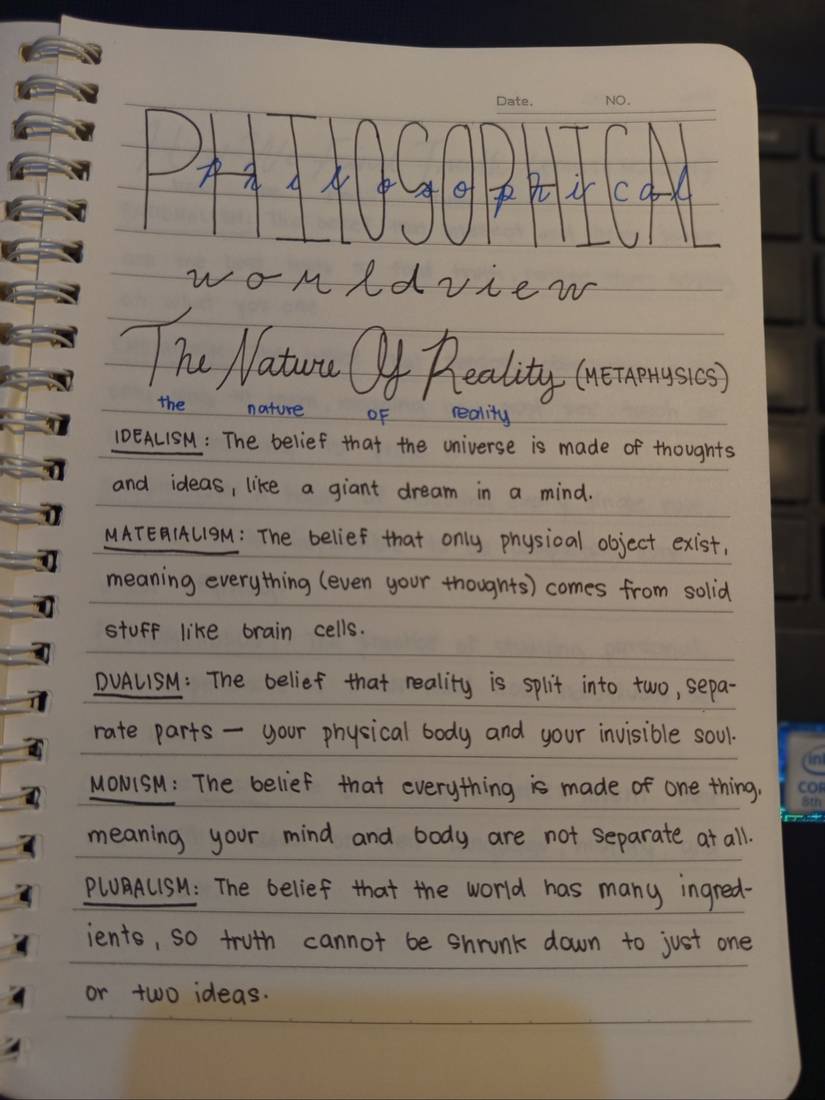 Date. NO.
PHILOSOPHICAL
philosophical
worldview
The Nature Of Reality (METAPHYSICS)
the nature OF reality
IDEALISM: The belief that the universe is made of thoughts
and ideas, like a giant dream in a mind.
MATERIALISM: The belief that only physical object exist,
meaning everything (even your thoughts) comes from solid
stuff like brain cells.
DUALISM: The belief that reality is split into two, sepa-
rate parts — your physical body and your invisible soul.
MONISM: The belief that everything is made of one thing,
meaning your mind and body are not separate at all.
PLURALISM: The belief that the world has many ingred-
ients, so truth cannot be shrunk down to just one
or two ideas.
COR
8th